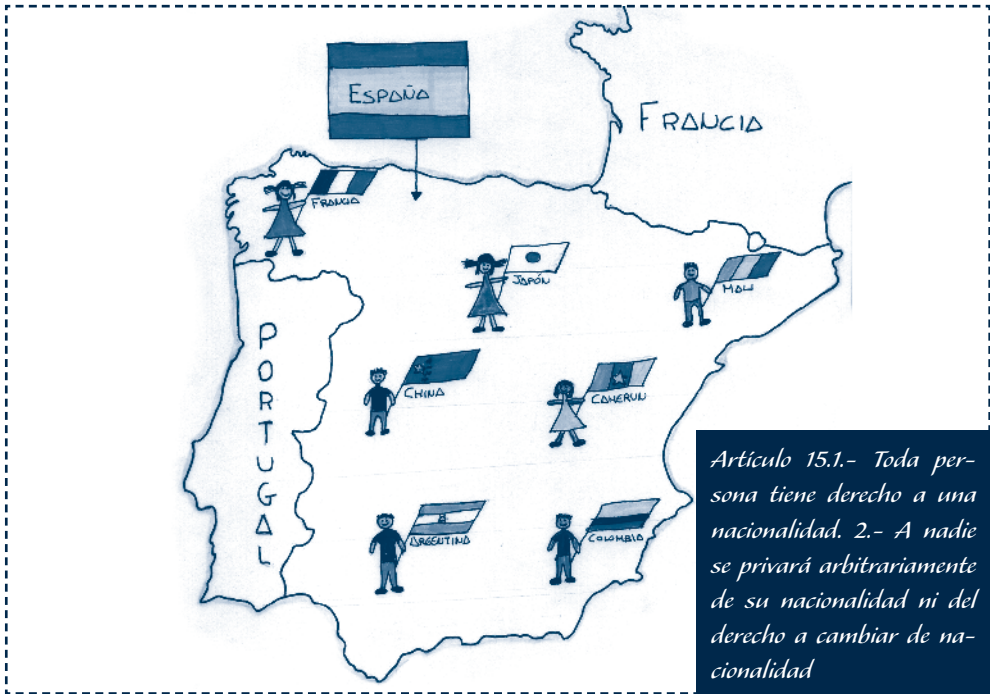 ESPAÑA
FRANCIA
FRANCIA
JAPÓN
MALI
PORTUGAL
CHINA
CAMERUN
ARGENTINA
COLOMBIA
Artículo 15.1.- Toda per-
sona tiene derecho a una
nacionalidad. 2.- A nadie
se privará arbitrariamente
de su nacionalidad ni del
derecho a cambiar de na-
cionalidad